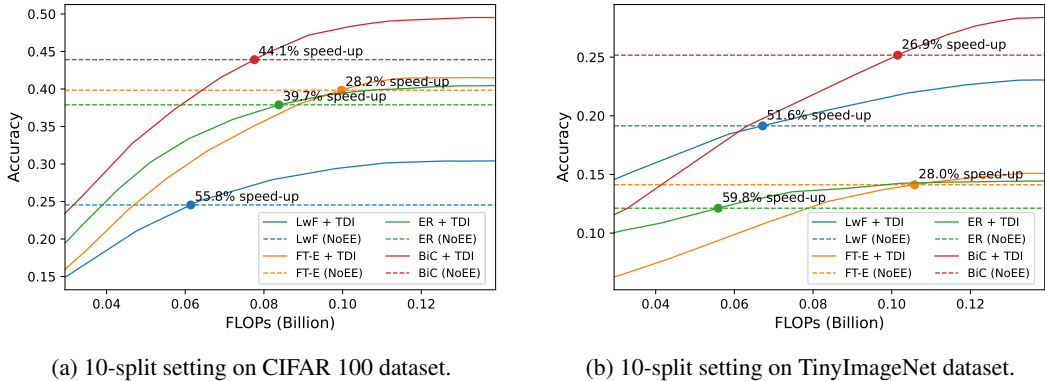 0.50
0.45
0.40
0.35
0.30
0.25
0.20
0.15
Accuracy
44.1% speed-up
28.2% speed-up
39.7% speed-up
55.8% speed-up
LwF + TDI
LwF (NoEE)
FT-E + TDI
FT-E (NoEE)
ER + TDI
ER (NoEE)
BiC + TDI
BiC (NoEE)
0.04 0.06 0.08 0.10 0.12
FLOPs (Billion)
(a) 10-split setting on CIFAR 100 dataset.
0.25
0.20
0.15
0.10
Accuracy
26.9% speed-up
51.6% speed-up
28.0% speed-up
59.8% speed-up
LwF + TDI
LwF (NoEE)
FT-E + TDI
FT-E (NoEE)
ER + TDI
ER (NoEE)
BiC + TDI
BiC (NoEE)
0.04 0.06 0.08 0.10 0.12
FLOPs (Billion)
(b) 10-split setting on TinyImageNet dataset.